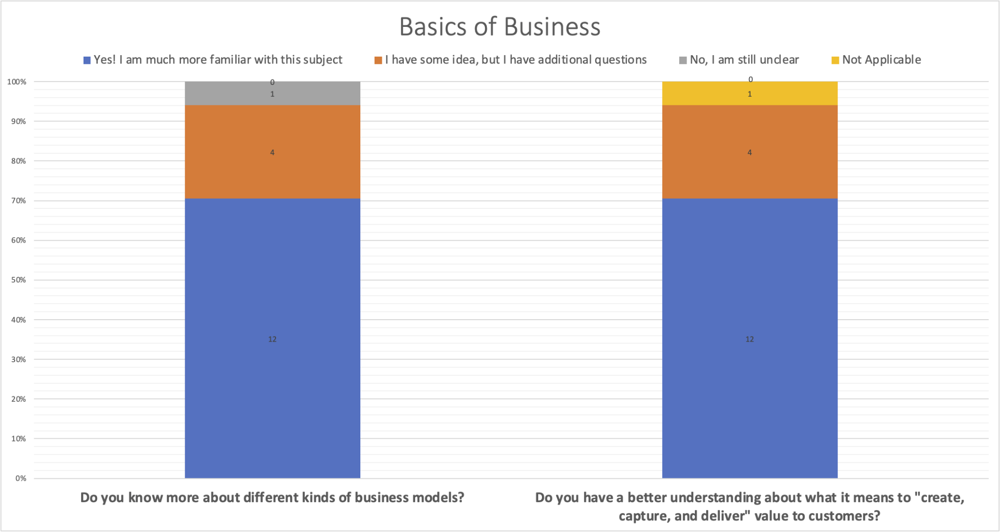 Basics of Business
Yes! I am much more familiar with this subject
I have some idea, but I have additional questions
No, I am still unclear
Not Applicable
100%
90%
80%
70%
60%
50%
40%
30%
20%
10%
0%
0
1
4
12
0
1
4
12
Do you know more about different kinds of business models?
Do you have a better understanding about what it means to "create,
capture, and deliver" value to customers?